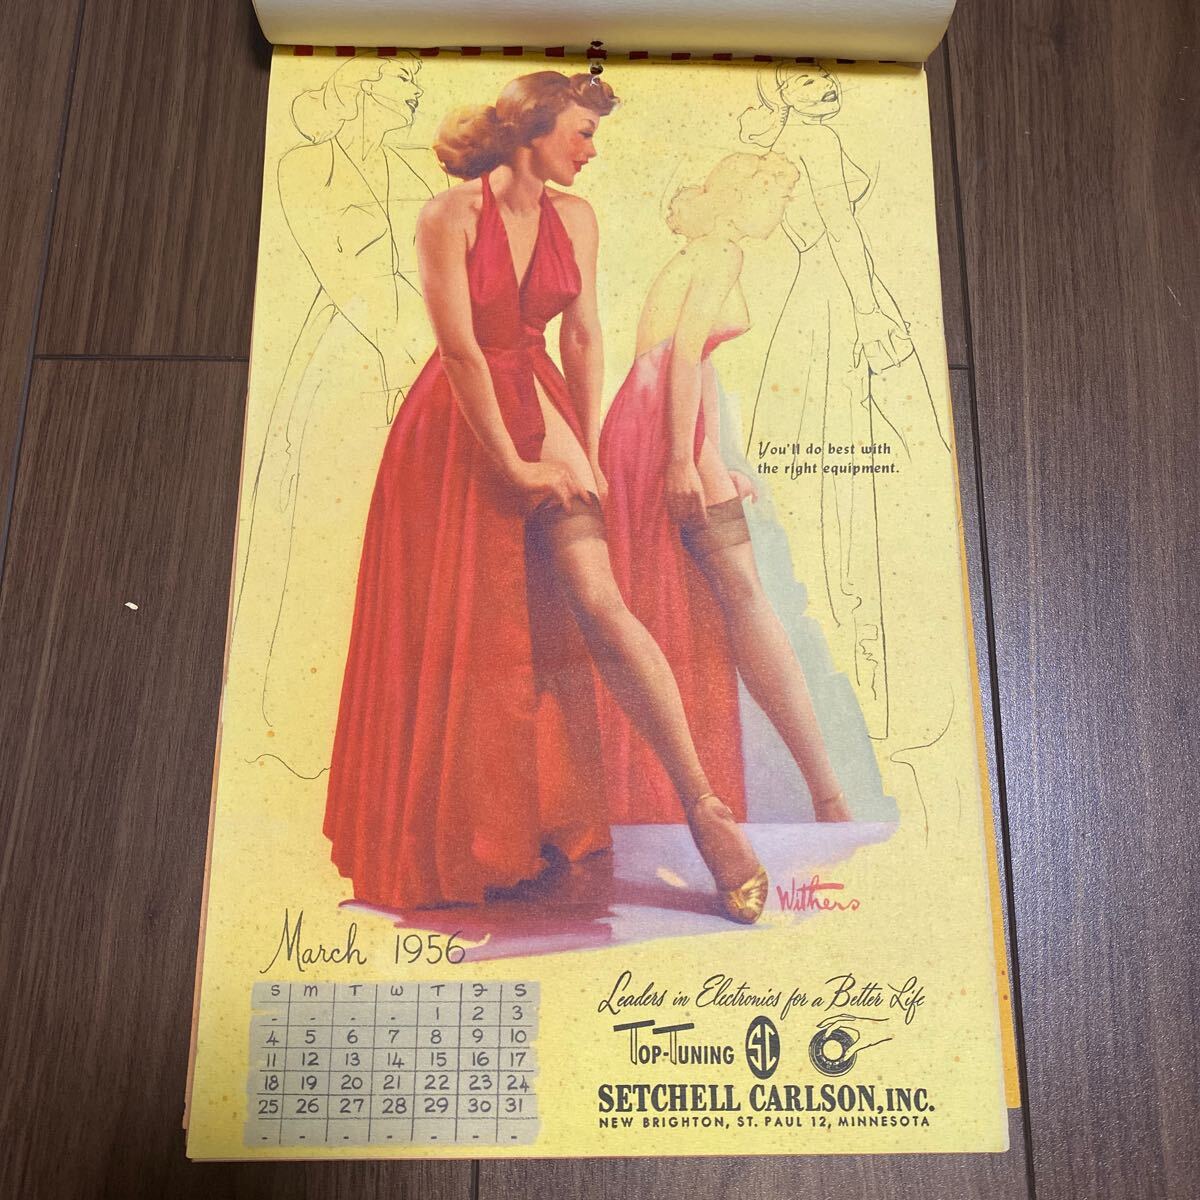 You'll do best with
the right equipment.
Withers
March 1956
S M T W T F S
- - - - 1 2 3
4 5 6 7 8 9 10
11 12 13 14 15 16 17
18 19 20 21 22 23 24
25 26 27 28 29 30 31
- - - - - - -
Leaders in Electronics for a Better Life
TOP-TUNING SC
SETCHELL CARLSON, INC.
NEW BRIGHTON, ST. PAUL 12, MINNESOTA